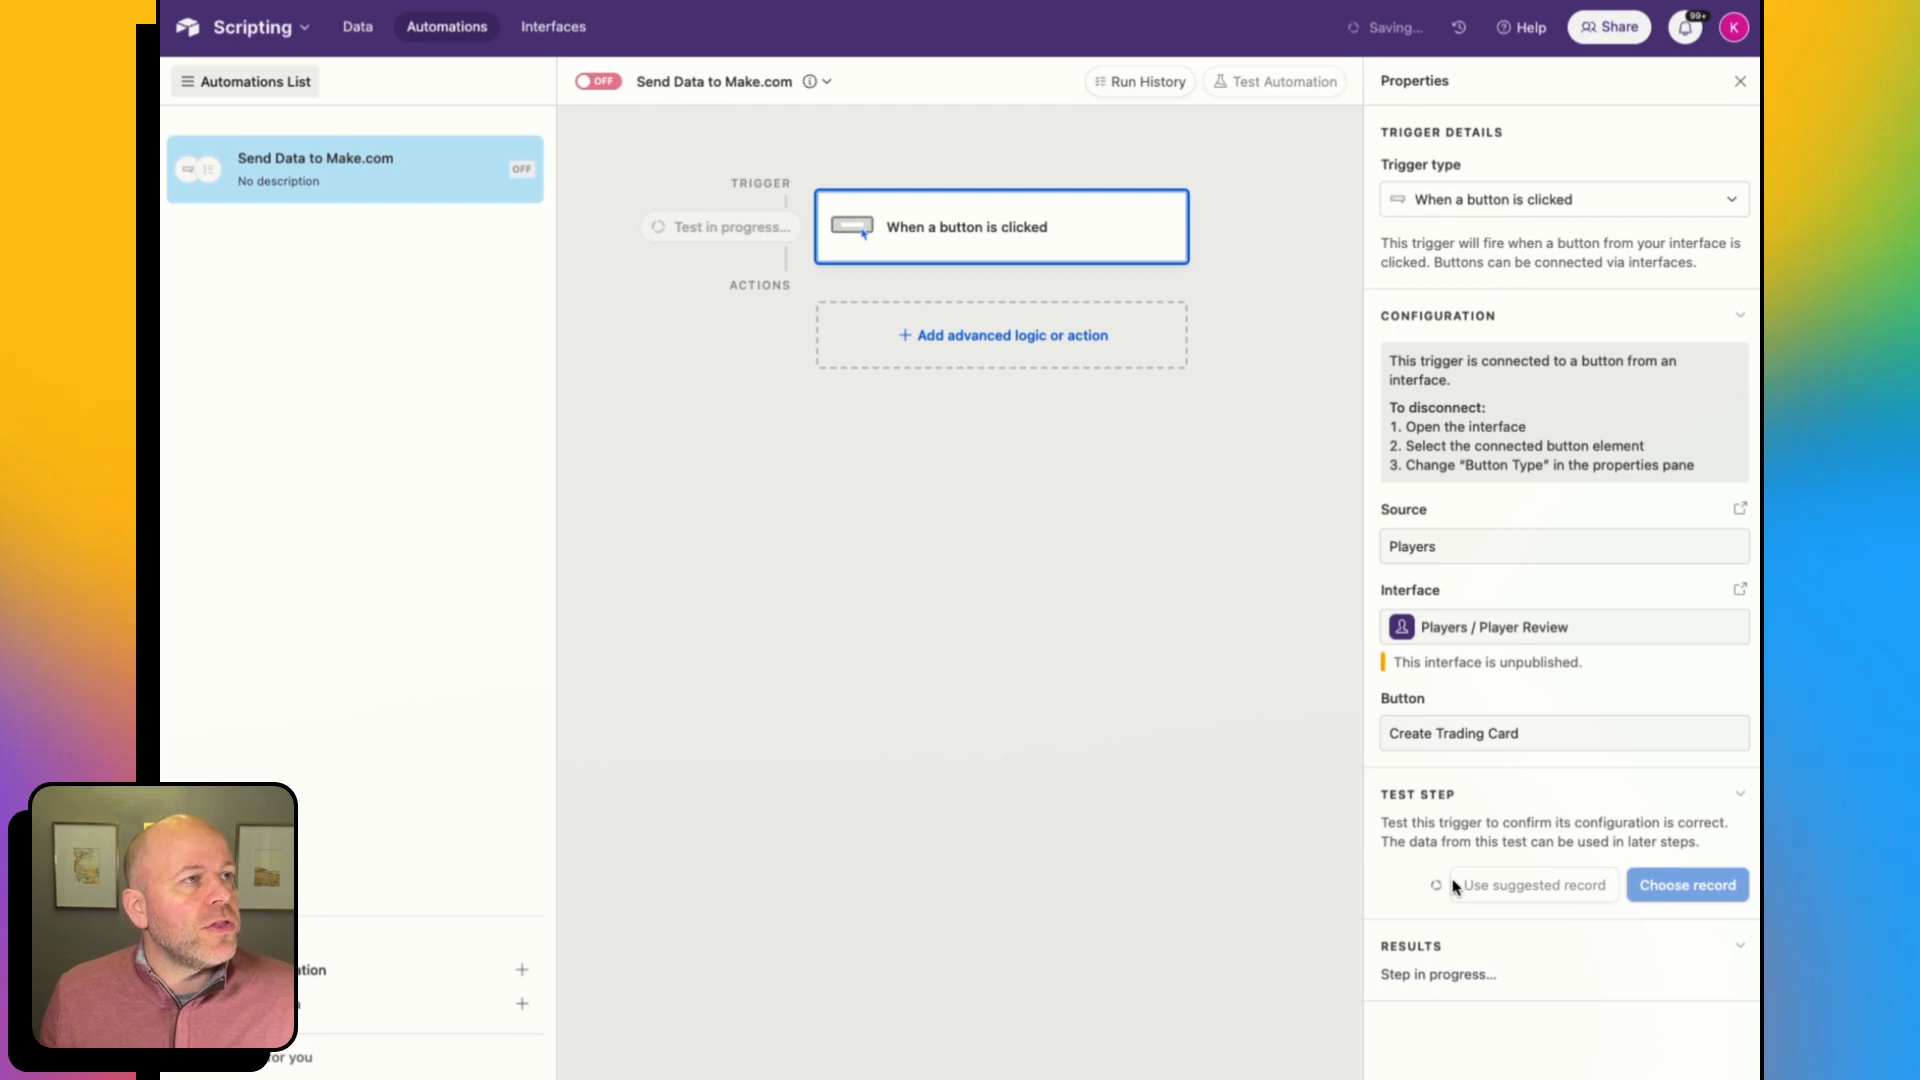 Scripting
Data
Automations
Interfaces
Saving...
Help
Share
99+
K
Automations List
OFF
Send Data to Make.com
Run History
Test Automation
Properties
Send Data to Make.com
No description
OFF
TRIGGER
Test in progress...
When a button is clicked
ACTIONS
+ Add advanced logic or action
TRIGGER DETAILS
Trigger type
When a button is clicked
This trigger will fire when a button from your interface is
clicked. Buttons can be connected via interfaces.
CONFIGURATION
This trigger is connected to a button from an
interface.
To disconnect:
1. Open the interface
2. Select the connected button element
3. Change “Button Type” in the properties pane
Source
Players
Interface
Players / Player Review
This interface is unpublished.
Button
Create Trading Card
TEST STEP
Test this trigger to confirm its configuration is correct.
The data from this test can be used in later steps.
Use suggested record
Choose record
RESULTS
Step in progress...
for you